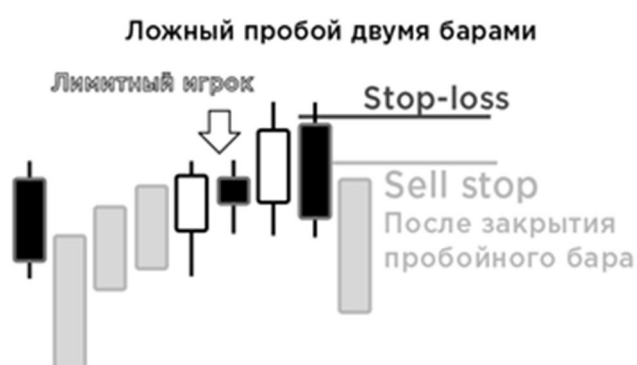 Ложный пробой двумя барами
Лимитный игрок
Stop-loss
Sell stop
После закрытия
пробойного бара